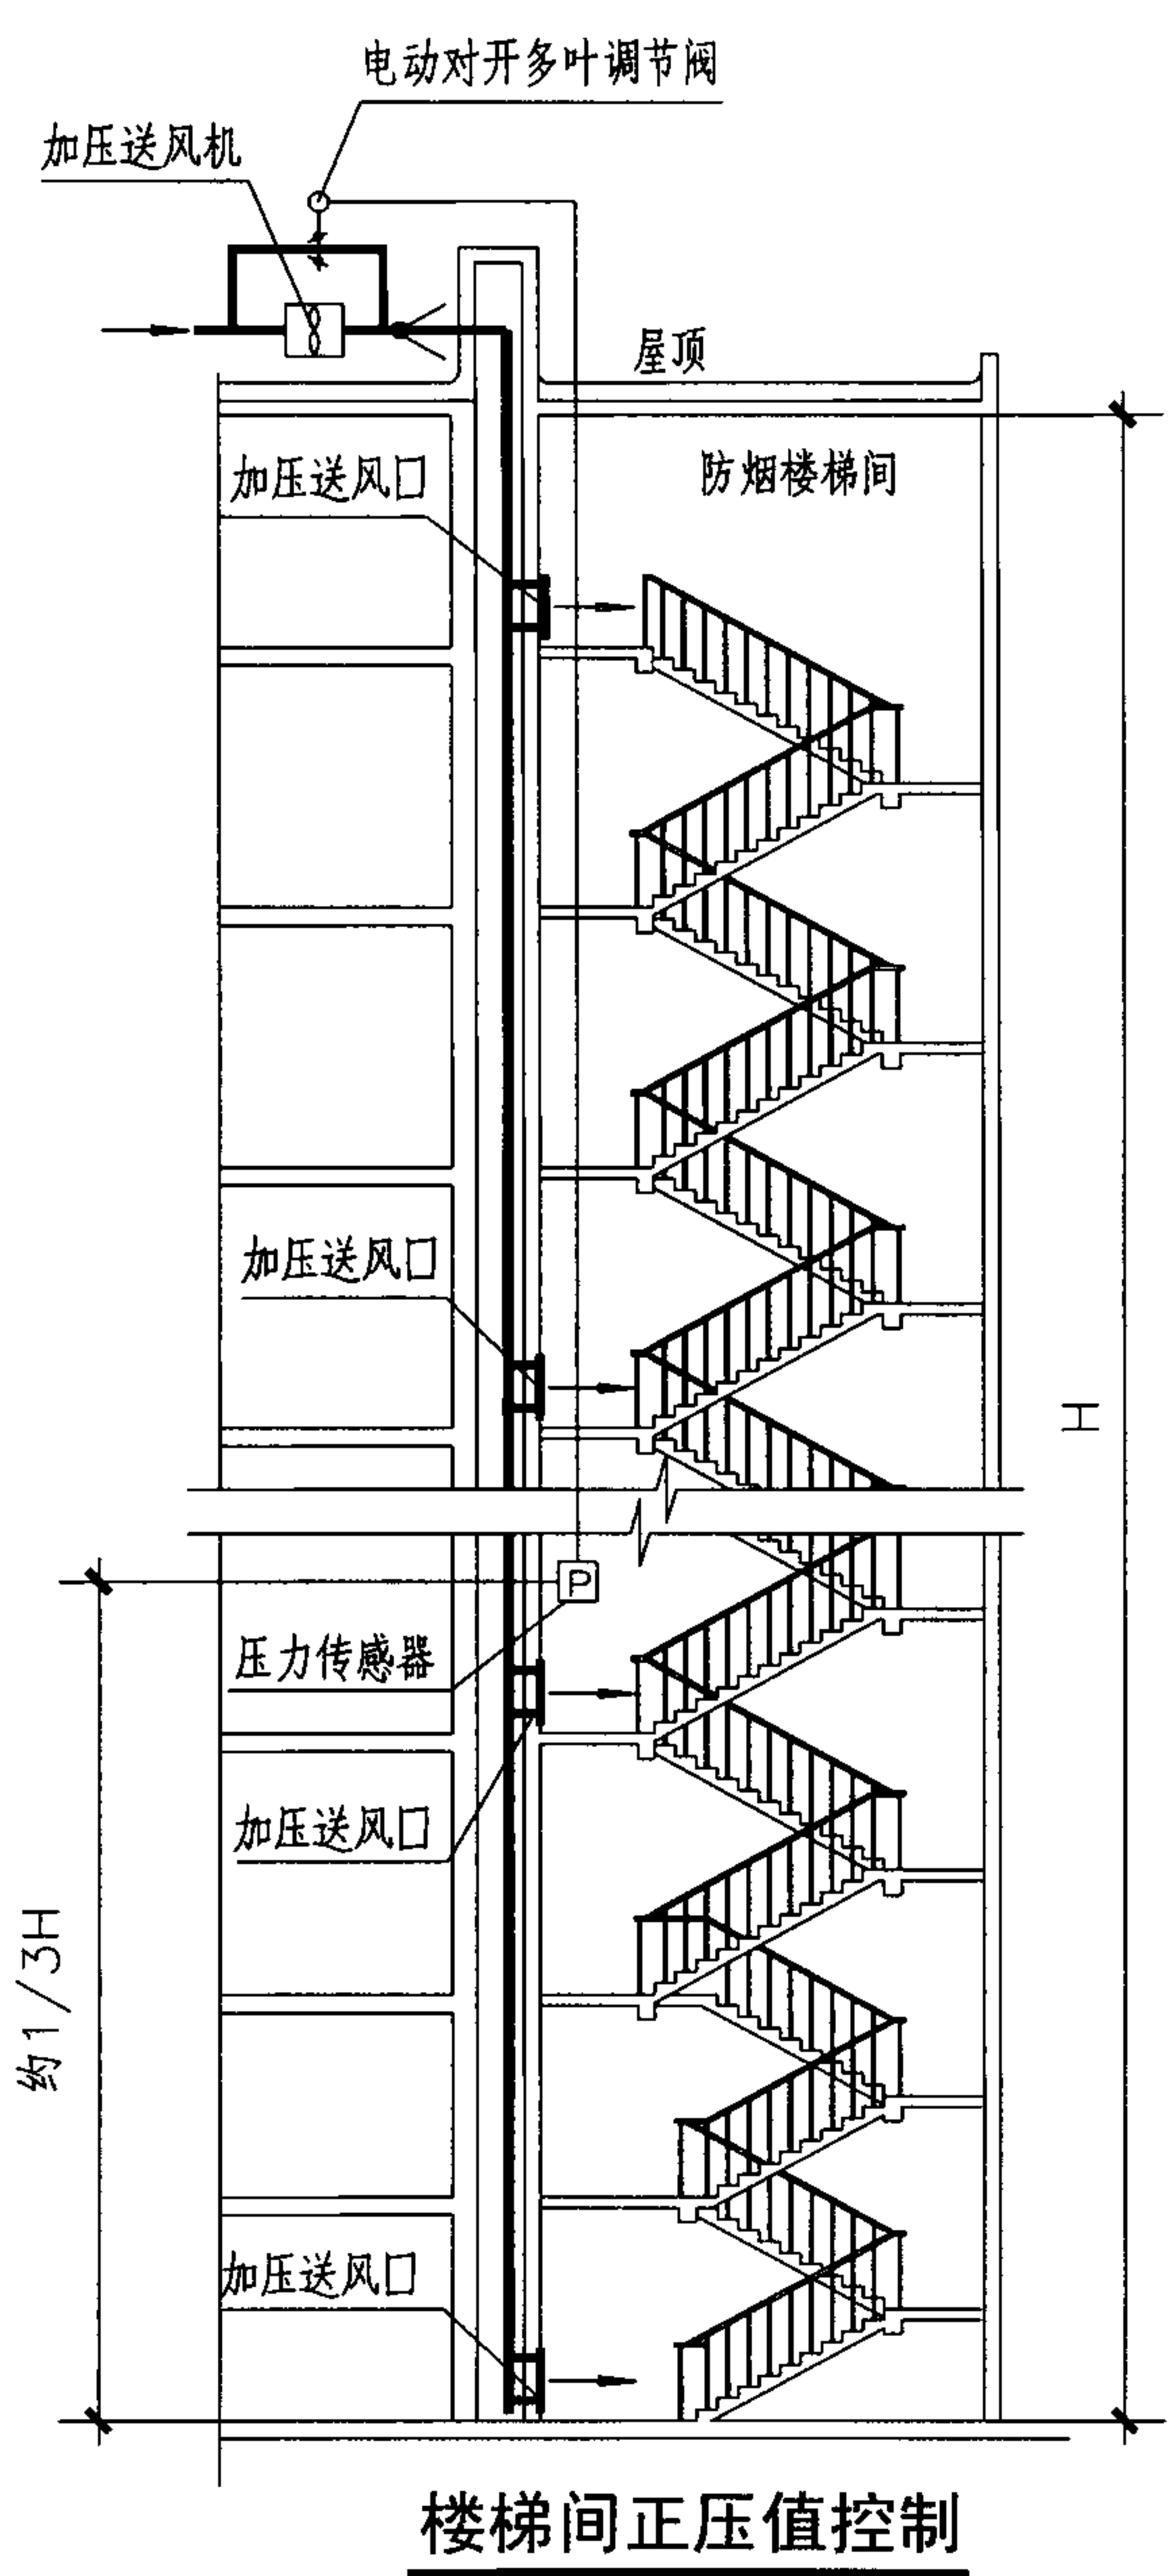 电动对开多叶调节阀
加压送风机
屋顶
加压送风口
防烟楼梯间
加压送风口
H
P
压力传感器
加压送风口
约1/3H
加压送风口
楼梯间正压值控制